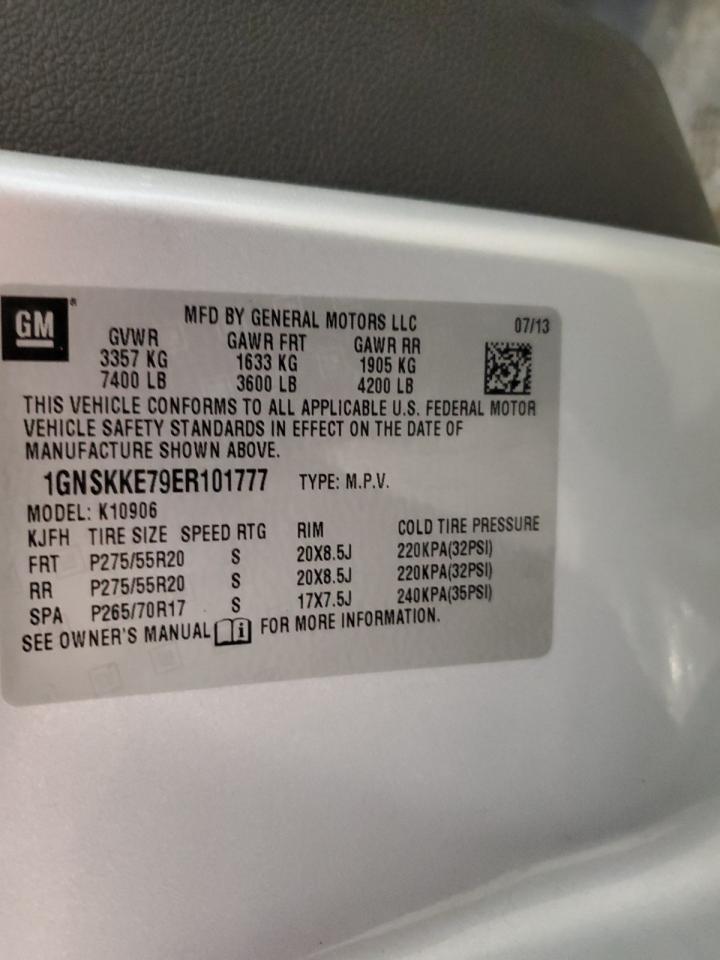 GM®
MFD BY GENERAL MOTORS LLC 07/13
GVWR GAWR FRT GAWR RR
3357 KG 1633 KG 1905 KG
7400 LB 3600 LB 4200 LB
THIS VEHICLE CONFORMS TO ALL APPLICABLE U.S. FEDERAL MOTOR
VEHICLE SAFETY STANDARDS IN EFFECT ON THE DATE OF
MANUFACTURE SHOWN ABOVE.
1GNSKKE79ER101777 TYPE: M.P.V.
MODEL: K10906
KJFH TIRE SIZE SPEED RTG RIM COLD TIRE PRESSURE
FRT P275/55R20 S 20X8.5J 220KPA(32PSI)
RR P275/55R20 S 20X8.5J 220KPA(32PSI)
SPA P265/70R17 S 17X7.5J 240KPA(35PSI)
SEE OWNER'S MANUAL i FOR MORE INFORMATION.